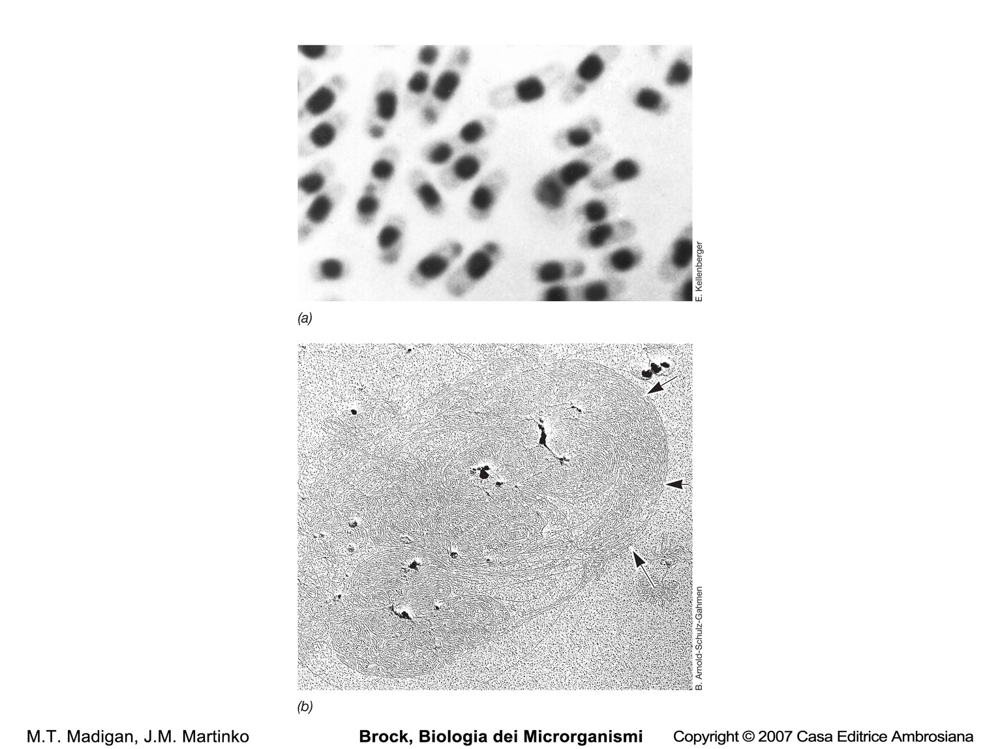 E. Kellenberger
(a)
B. Arnold-Schulz-Gahmen
(b)
M.T. Madigan, J.M. Martinko
Brock, Biologia dei Microrganismi
Copyright © 2007 Casa Editrice Ambrosiana